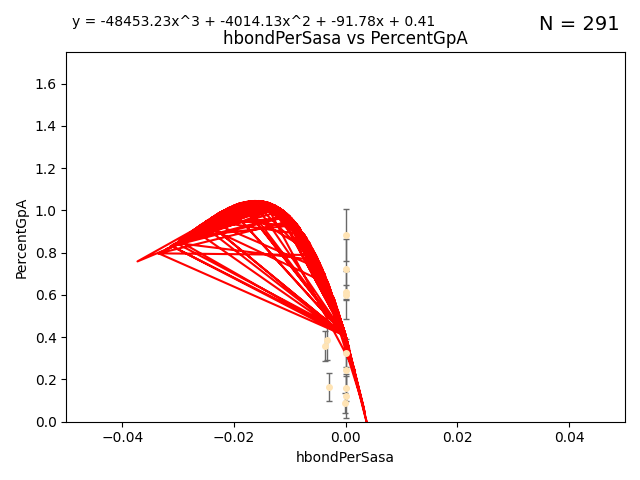 y = -48453.23x^3 + -4014.13x^2 + -91.78x + 0.41
N = 291
hbondPerSasa vs PercentGpA
1.6
1.4
1.2
1.0
0.8
0.6
0.4
0.2
0.0
PercentGpA
−0.04 −0.02 0.00 0.02 0.04
hbondPerSasa